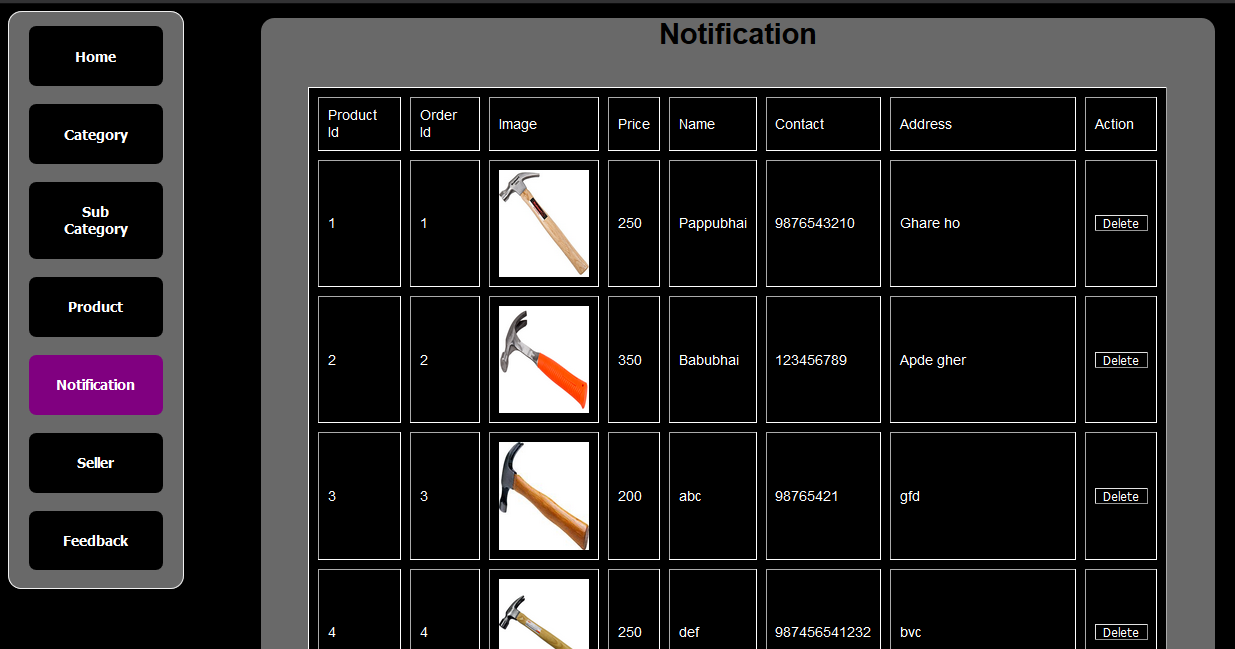 Home
Category
Sub
Category
Product
Notification
Seller
Feedback
Notification
Product
Id
Order
Id
Image
Price
Name
Contact
Address
Action
1
1
250
Pappubhai
9876543210
Ghare ho
Delete
2
2
350
Babubhai
123456789
Apde gher
Delete
3
3
200
abc
98765421
gfd
Delete
4
4
250
def
987456541232
bvc
Delete